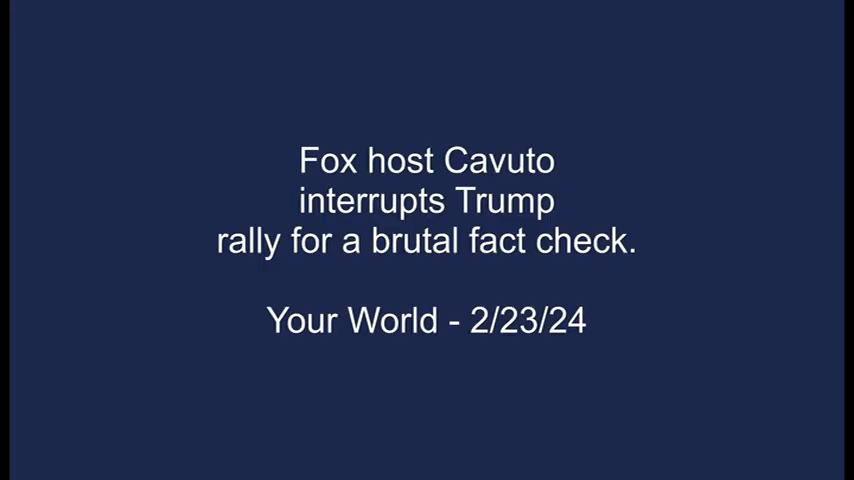 Fox host Cavuto
interrupts Trump
rally for a brutal fact check.
Your World - 2/23/24